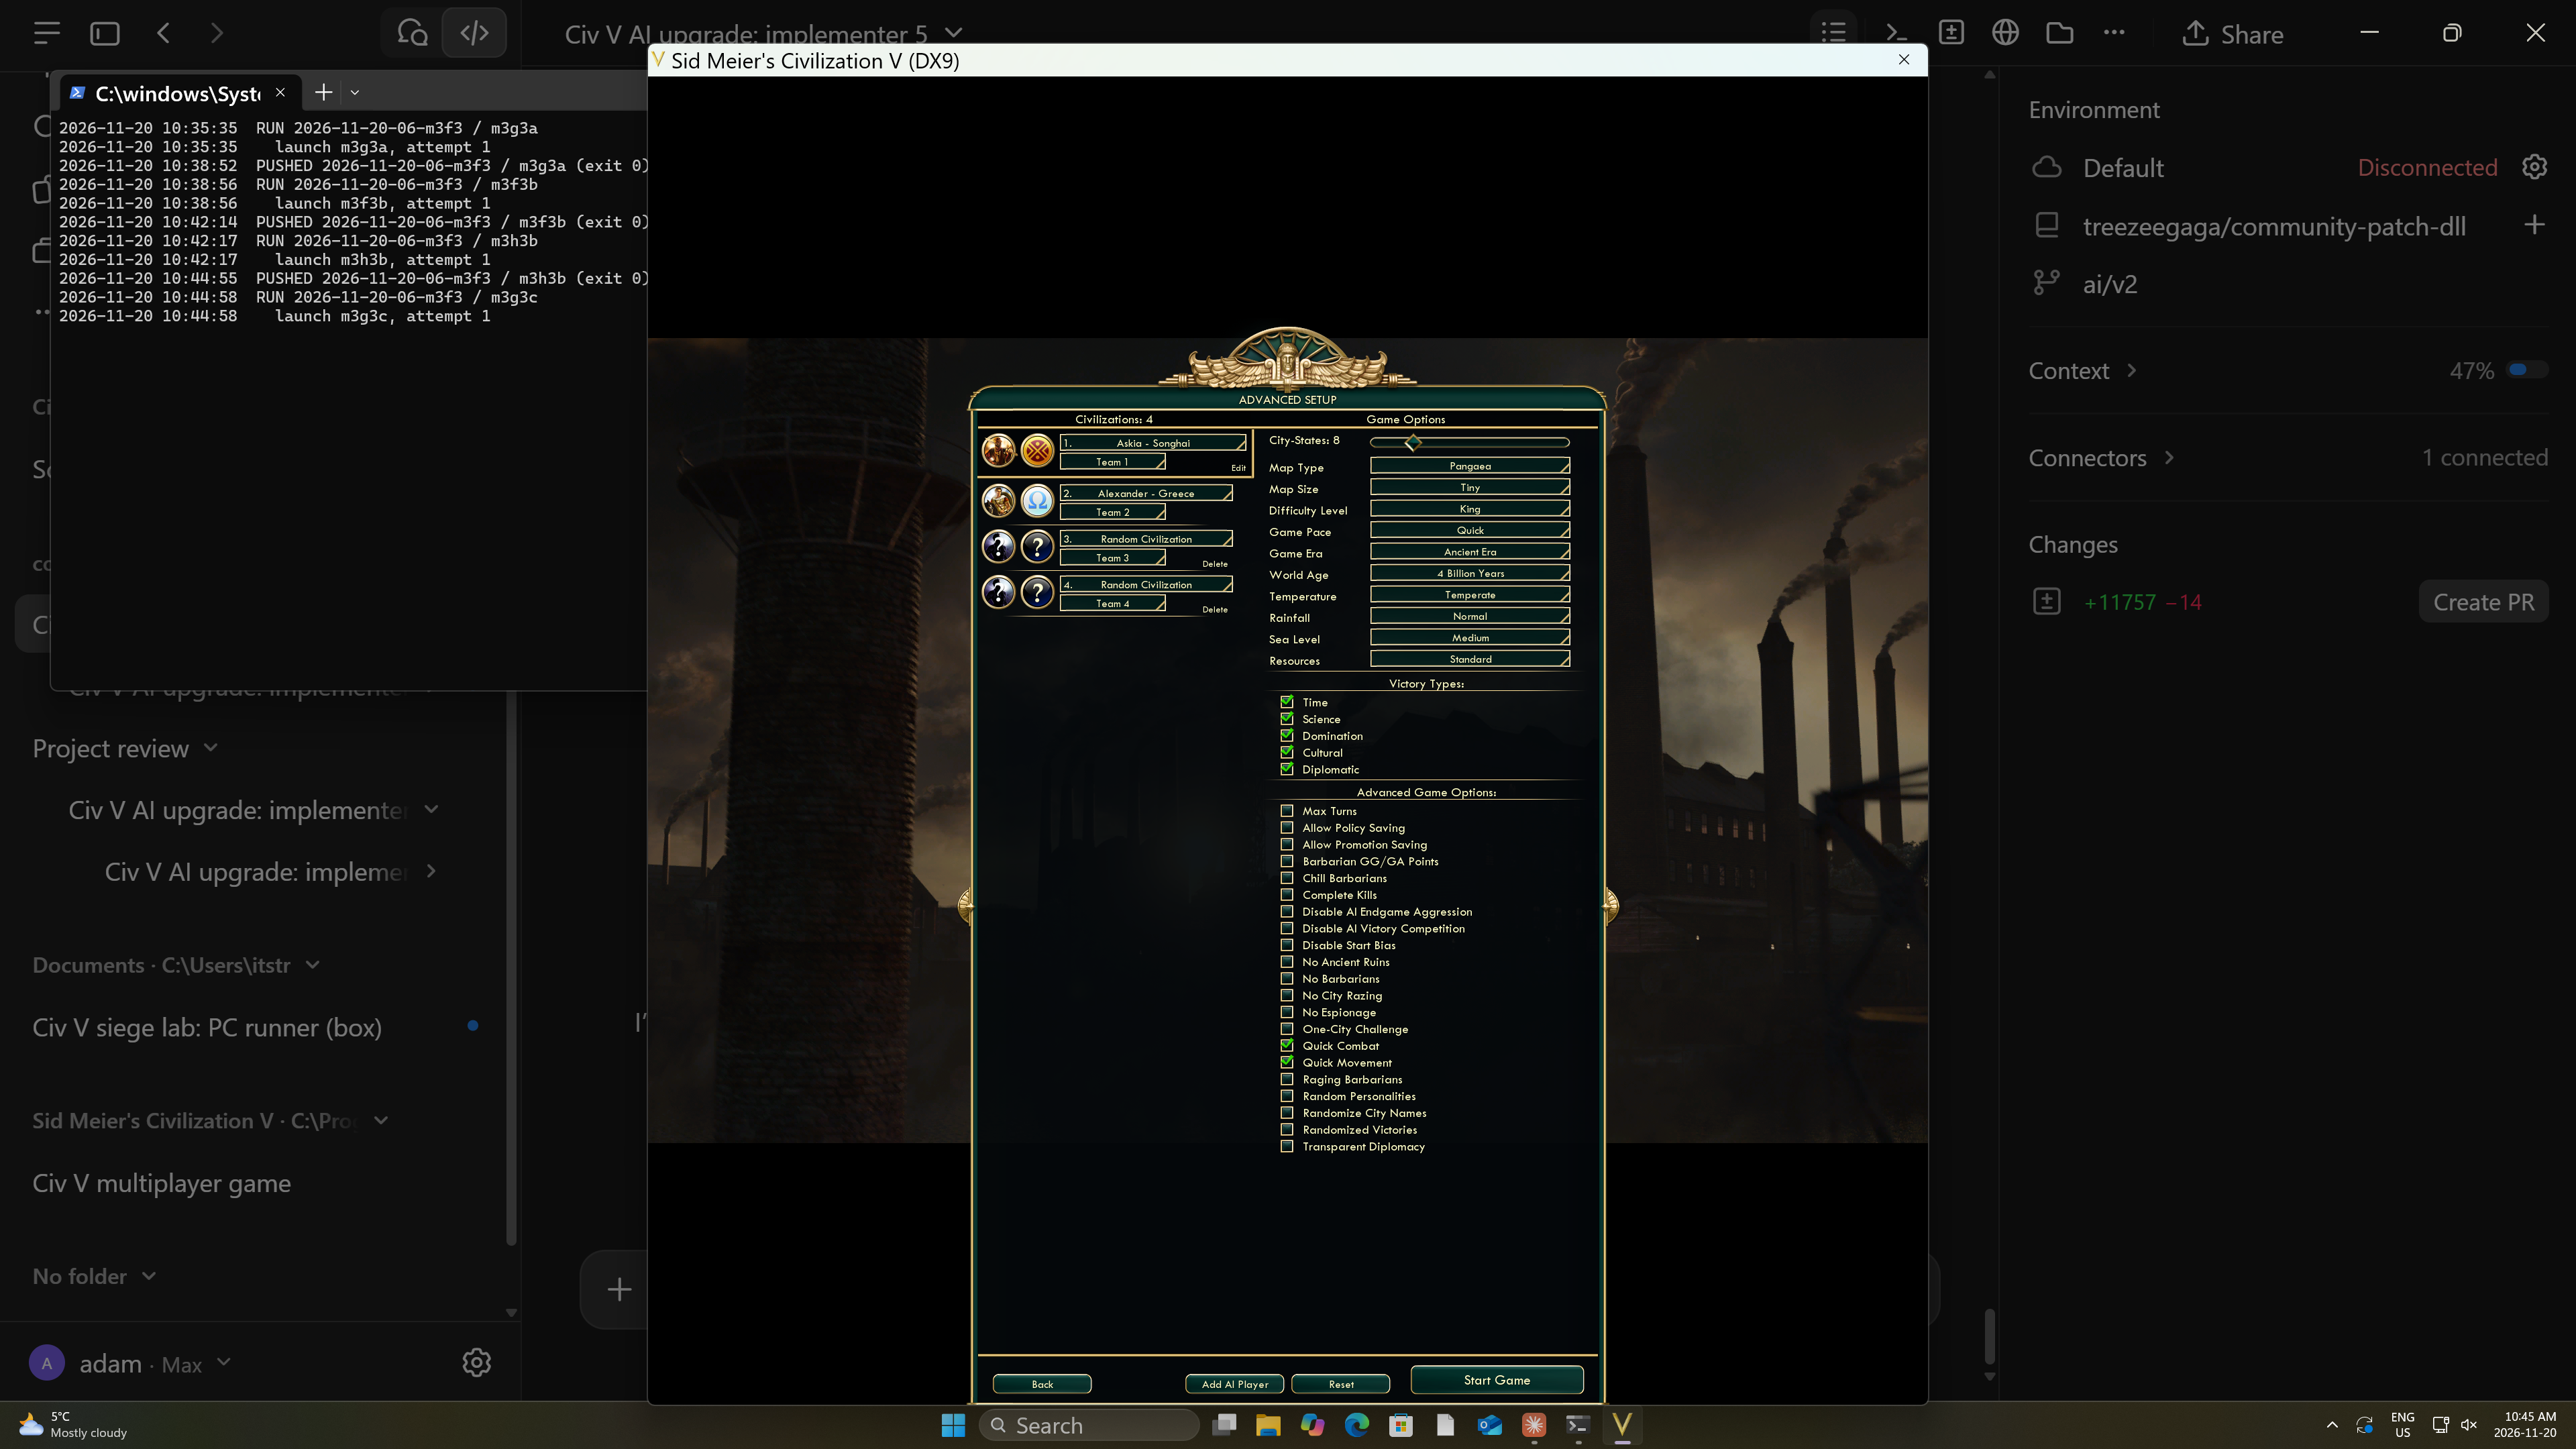 Civ V AI upgrade: implementer 5
Share
Sid Meier's Civilization V (DX9)
C:\windows\Syst
2026-11-20 10:35:35 RUN 2026-11-20-06-m3f3 / m3g3a
2026-11-20 10:35:35 launch m3g3a, attempt 1
2026-11-20 10:38:52 PUSHED 2026-11-20-06-m3f3 / m3g3a (exit 0)
2026-11-20 10:38:56 RUN 2026-11-20-06-m3f3 / m3f3b
2026-11-20 10:38:56 launch m3f3b, attempt 1
2026-11-20 10:42:14 PUSHED 2026-11-20-06-m3f3 / m3f3b (exit 0)
2026-11-20 10:42:17 RUN 2026-11-20-06-m3f3 / m3h3b
2026-11-20 10:42:17 launch m3h3b, attempt 1
2026-11-20 10:44:55 PUSHED 2026-11-20-06-m3f3 / m3h3b (exit 0)
2026-11-20 10:44:58 RUN 2026-11-20-06-m3f3 / m3g3c
2026-11-20 10:44:58 launch m3g3c, attempt 1
Project review
Civ V AI upgrade: implementer
Civ V AI upgrade: implemen
Documents · C:\Users\itstr
Civ V siege lab: PC runner (box)
Sid Meier's Civilization V · C:\Prog
Civ V multiplayer game
No folder
A
adam · Max
ADVANCED SETUP
Civilizations: 4
1. Askia - Songhai
Team 1
Edit
2. Alexander - Greece
Team 2
3. Random Civilization
Team 3
Delete
4. Random Civilization
Team 4
Delete
Game Options
City-States: 8
Map Type Pangaea
Map Size Tiny
Difficulty Level King
Game Pace Quick
Game Era Ancient Era
World Age 4 Billion Years
Temperature Temperate
Rainfall Normal
Sea Level Medium
Resources Standard
Victory Types:
Time
Science
Domination
Cultural
Diplomatic
Advanced Game Options:
Max Turns
Allow Policy Saving
Allow Promotion Saving
Barbarian GG/GA Points
Chill Barbarians
Complete Kills
Disable AI Endgame Aggression
Disable AI Victory Competition
Disable Start Bias
No Ancient Ruins
No Barbarians
No City Razing
No Espionage
One-City Challenge
Quick Combat
Quick Movement
Raging Barbarians
Random Personalities
Randomize City Names
Randomized Victories
Transparent Diplomacy
Back
Add AI Player
Reset
Start Game
Environment
Default Disconnected
treezeegaga/community-patch-dll
ai/v2
Context 47%
Connectors 1 connected
Changes
+11757 −14
Create PR
5°C
Mostly cloudy
Search
ENG
US
10:45 AM
2026-11-20